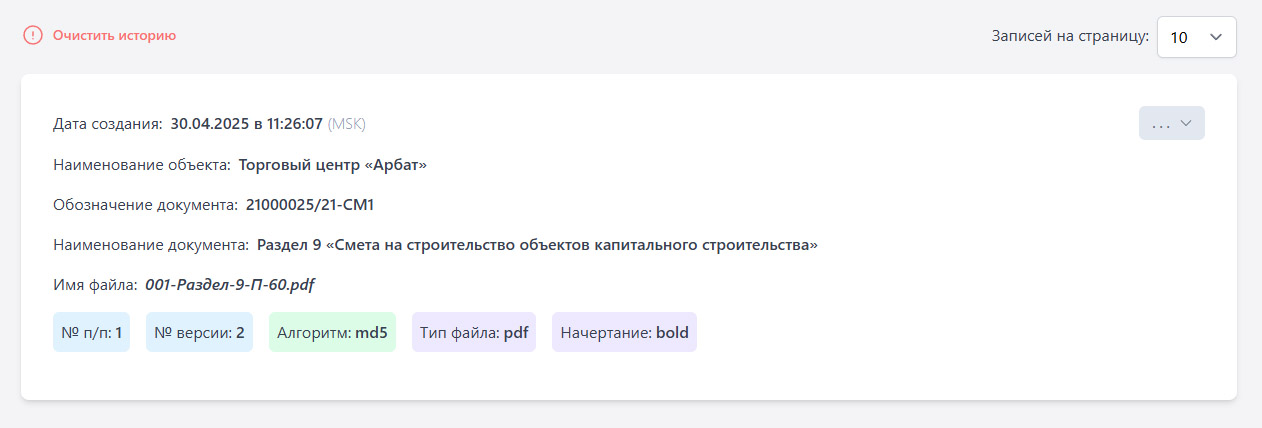 Очистить историю
Записей на страницу: 10
Дата создания: 30.04.2025 в 11:26:07 (MSK)
...
Наименование объекта: Торговый центр «Арбат»
Обозначение документа: 21000025/21-СМ1
Наименование документа: Раздел 9 «Смета на строительство объектов капитального строительства»
Имя файла: 001-Раздел-9-П-60.pdf
№ п/п: 1 № версии: 2 Алгоритм: md5 Тип файла: pdf Начертание: bold